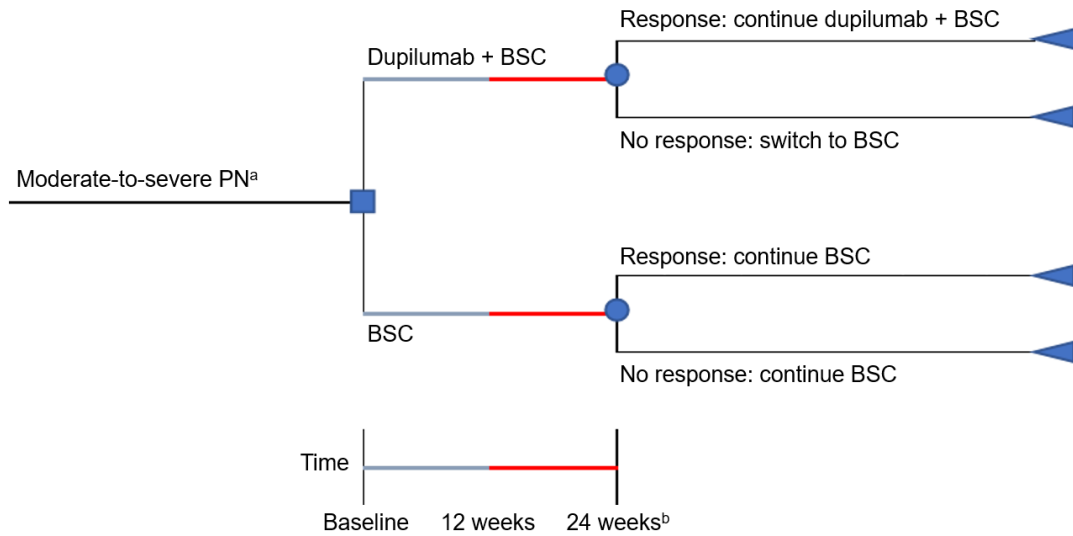 Response: continue dupilumab + BSC
Dupilumab + BSC
No response: switch to BSC
Moderate-to-severe PNᵃ
Response: continue BSC
BSC
No response: continue BSC
Time
Baseline 12 weeks 24 weeksᵇ